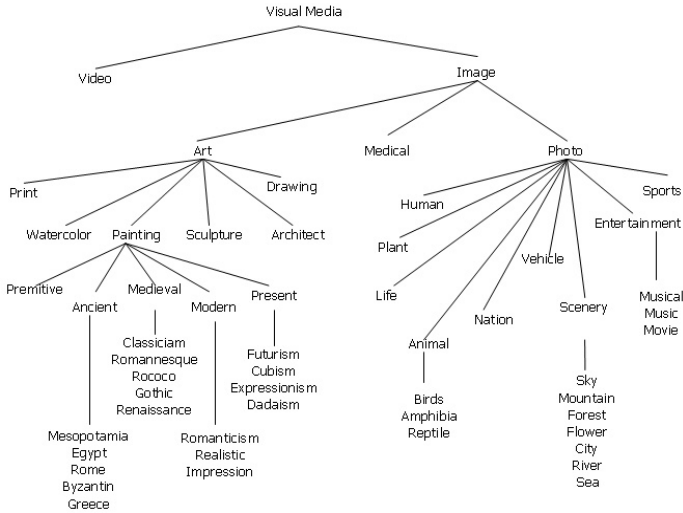 Visual Media
Video
Image
Art
Medical
Photo
Print
Drawing
Sports
Human
Entertainment
Watercolor
Painting
Sculpture
Architect
Plant
Vehicle
Premitive
Medieval
Present
Life
Musical
Music
Movie
Ancient
Modern
Nation
Scenery
Classiciam
Romannesque
Rococo
Gothic
Renaissance
Futurism
Cubism
Expressionism
Dadaism
Animal
Birds
Amphibia
Reptile
Sky
Mountain
Forest
Flower
City
River
Sea
Mesopotamia
Egypt
Rome
Byzantin
Greece
Romanticism
Realistic
Impression